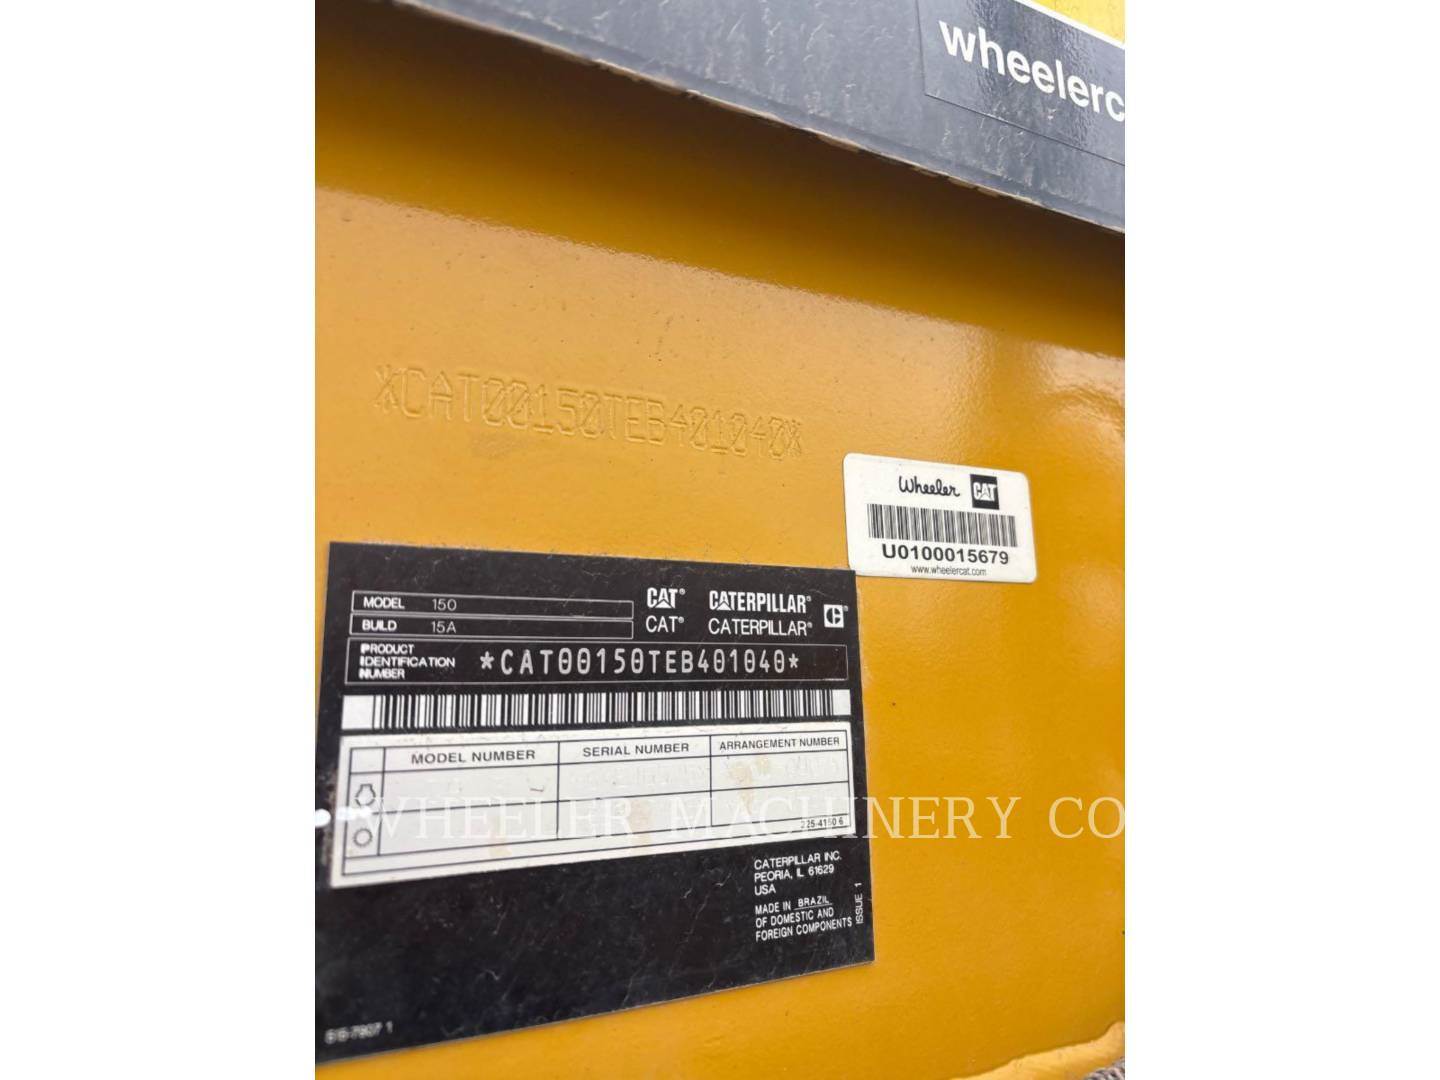 wheelerc
*CAT00150TEB401040*
Wheeler CAT
U0100015679
www.wheelercat.com
MODEL 150
BUILD 15A
CAT® CATERPILLAR®
CAT® CATERPILLAR®
PRODUCT
IDENTIFICATION
NUMBER
*CAT00150TEB401040*
MODEL NUMBER SERIAL NUMBER ARRANGEMENT NUMBER
WHEELER MACHINERY CO
225-4150 6
CATERPILLAR INC.
PEORIA, IL 61629
USA
MADE IN BRAZIL
OF DOMESTIC AND
FOREIGN COMPONENTS
ISSUE 1